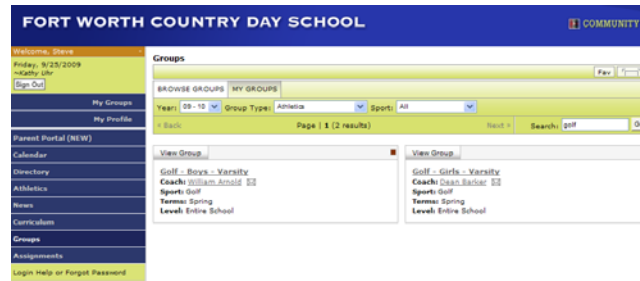 FORT WORTH COUNTRY DAY SCHOOL
COMMUNITY
Welcome, Steve
Friday, 9/25/2009
~Kathy Uhr
Sign Out
My Groups
My Profile
Parent Portal (NEW)
Calendar
Directory
Athletics
News
Curriculum
Groups
Assignments
Login Help or Forgot Password
Groups
Fav
BROWSE GROUPS MY GROUPS
Year: 09 - 10 Group Type: Athletics Sport: All
< Back Page | 1 (2 results) Next > Search: golf G
View Group
Golf - Boys - Varsity
Coach: William Arnold
Sport: Golf
Terms: Spring
Level: Entire School
View Group
Golf - Girls - Varsity
Coach: Dean Barker
Sport: Golf
Terms: Spring
Level: Entire School